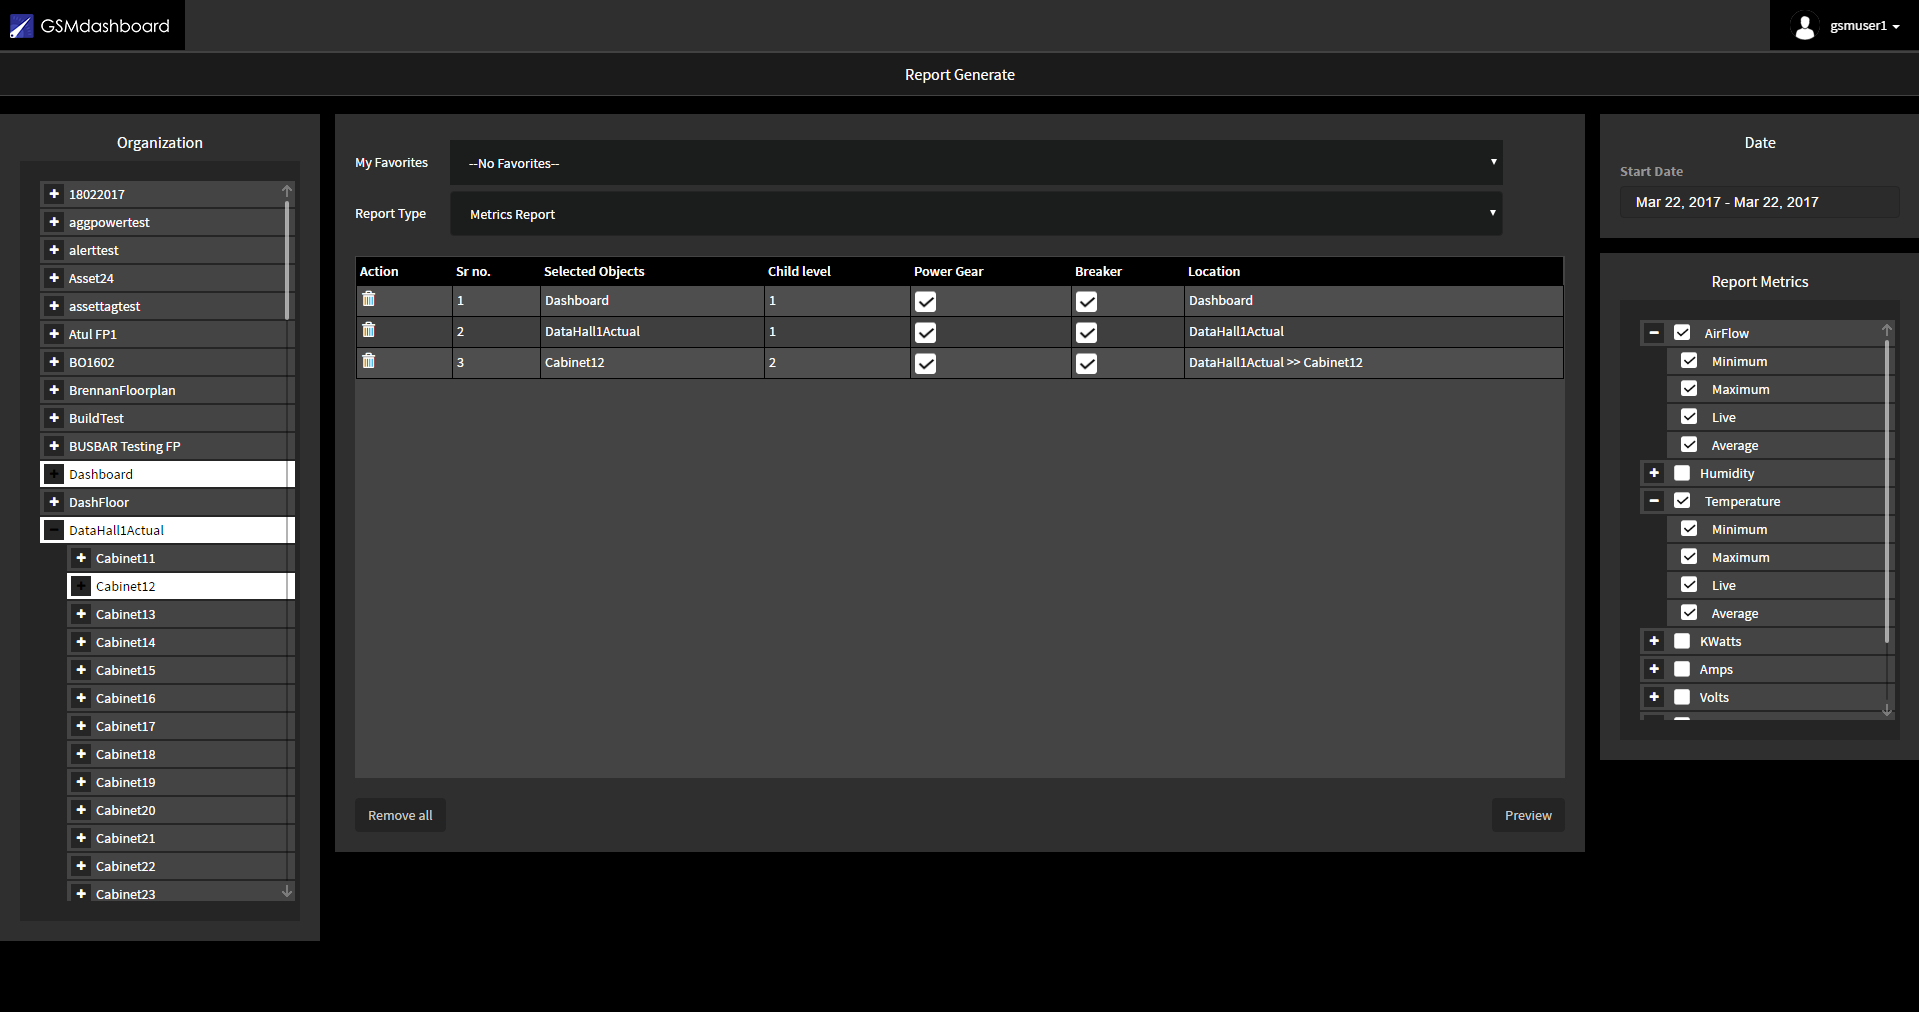 GSMdashboard
gsmuser1
Report Generate
Organization
18022017
aggpowertest
alerttest
Asset24
assettagtest
Atul FP1
BO1602
BrennanFloorplan
BuildTest
BUSBAR Testing FP
Dashboard
DashFloor
DataHall1Actual
Cabinet11
Cabinet12
Cabinet13
Cabinet14
Cabinet15
Cabinet16
Cabinet17
Cabinet18
Cabinet19
Cabinet20
Cabinet21
Cabinet22
Cabinet23
My Favorites --No Favorites--
Report Type Metrics Report
Action Sr no. Selected Objects Child level Power Gear Breaker Location
1 Dashboard 1 Dashboard
2 DataHall1Actual 1 DataHall1Actual
3 Cabinet12 2 DataHall1Actual >> Cabinet12
Remove all Preview
Date
Start Date
Mar 22, 2017 - Mar 22, 2017
Report Metrics
AirFlow
Minimum
Maximum
Live
Average
Humidity
Temperature
Minimum
Maximum
Live
Average
KWatts
Amps
Volts